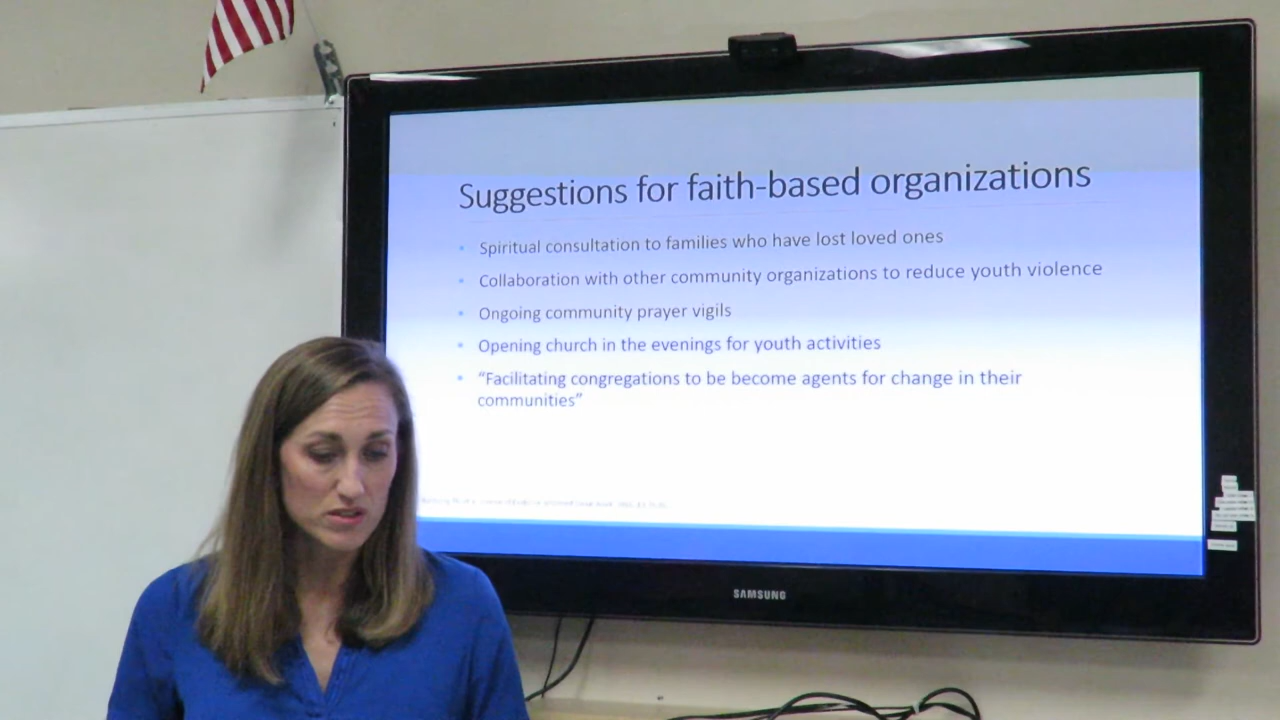 Suggestions for faith-based organizations
Spiritual consultation to families who have lost loved ones
Collaboration with other community organizations to reduce youth violence
Ongoing community prayer vigils
Opening church in the evenings for youth activities
“Facilitating congregations to be become agents for change in their
communities”
SAMSUNG